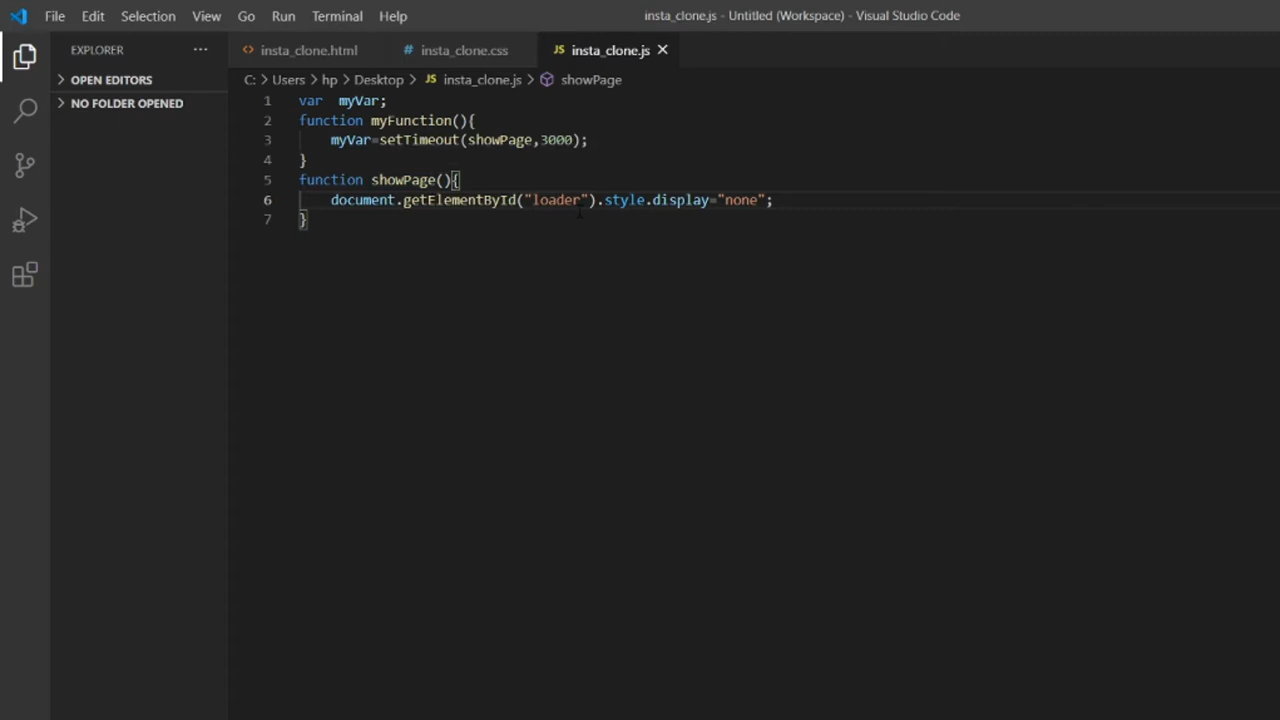 File Edit Selection View Go Run Terminal Help insta_clone.js - Untitled (Workspace) - Visual Studio Code
EXPLORER ···
insta_clone.html # insta_clone.css JS insta_clone.js
OPEN EDITORS
NO FOLDER OPENED
C: > Users > hp > Desktop > JS insta_clone.js > showPage
1 var  myVar;
2 function myFunction(){
3     myVar=setTimeout(showPage,3000);
4 }
5 function showPage(){
6     document.getElementById("loader").style.display="none";
7 }